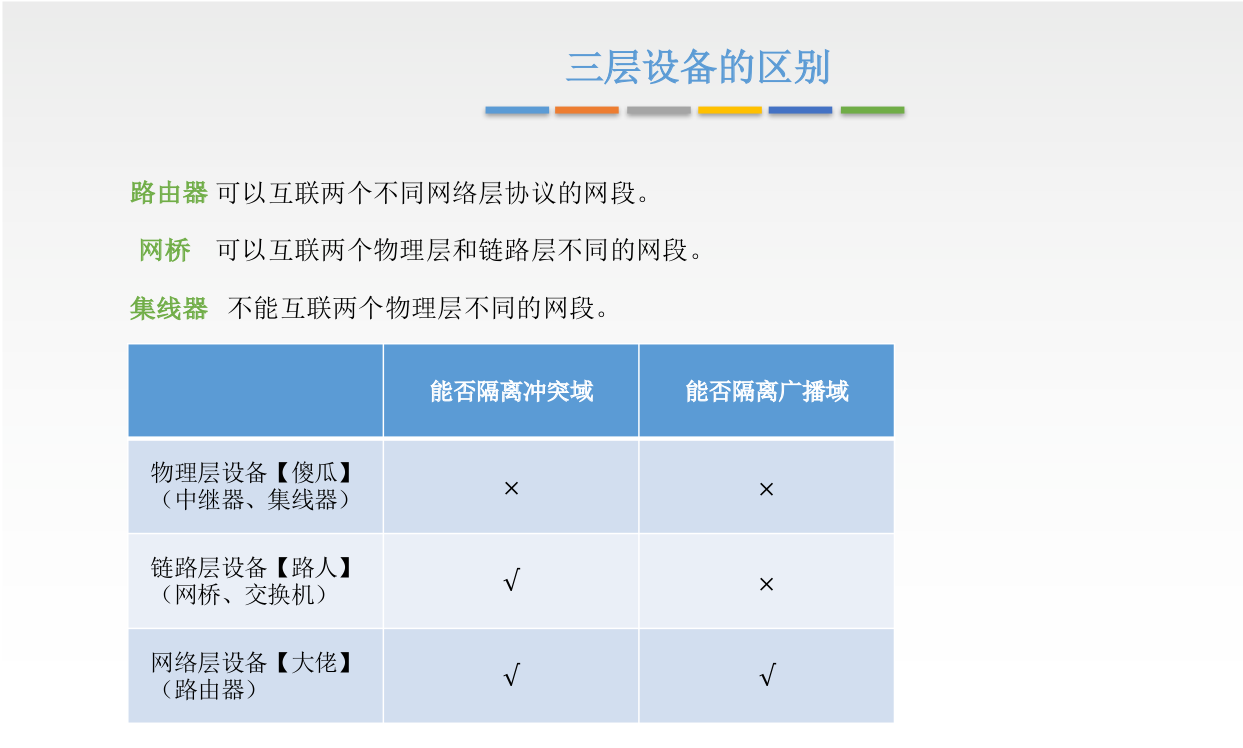 三层设备的区别
路由器 可以互联两个不同网络层协议的网段。
网桥 可以互联两个物理层和链路层不同的网段。
集线器 不能互联两个物理层不同的网段。
能否隔离冲突域 能否隔离广播域
物理层设备【傻瓜】
（中继器、集线器）
× ×
链路层设备【路人】
（网桥、交换机）
√ ×
网络层设备【大佬】
（路由器）
√ √